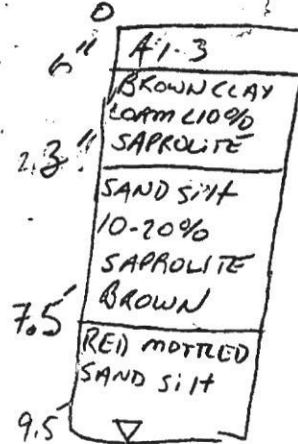 0
A1-3
6"
BROWN CLAY
LOAM <10%
SAPROLITE
2.3"
SAND SILT
10-20%
SAPROLITE
BROWN
7.5'
RED MOTTLED
SAND SILT
9.5'